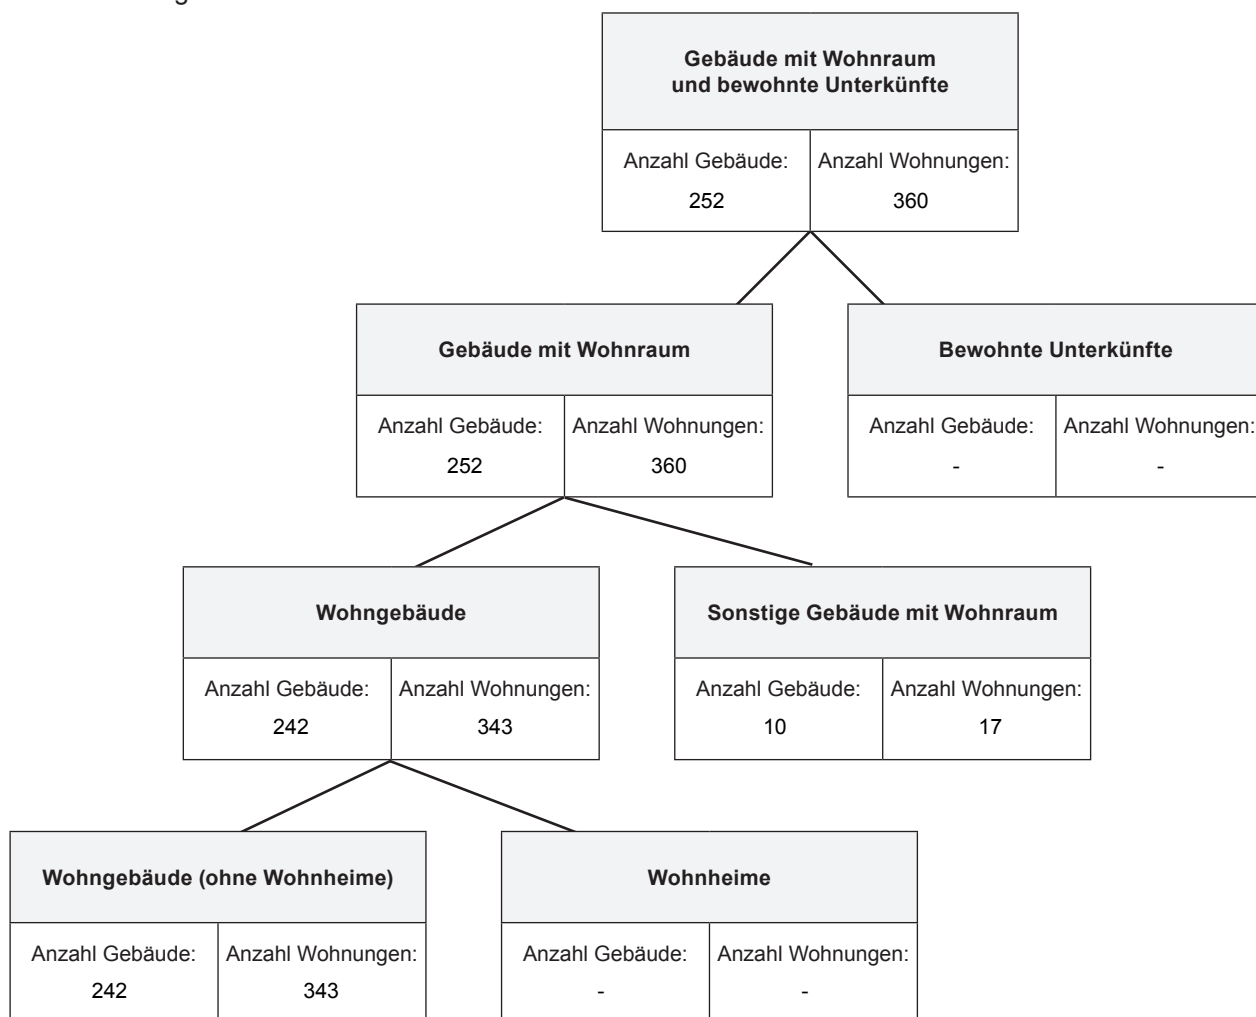 Gebäude mit Wohnraum
und bewohnte Unterkünfte
Anzahl Gebäude: Anzahl Wohnungen:
252 360
Gebäude mit Wohnraum
Bewohnte Unterkünfte
Anzahl Gebäude: Anzahl Wohnungen:
252 360
Anzahl Gebäude: Anzahl Wohnungen:
- -
Wohngebäude
Sonstige Gebäude mit Wohnraum
Anzahl Gebäude: Anzahl Wohnungen:
242 343
Anzahl Gebäude: Anzahl Wohnungen:
10 17
Wohngebäude (ohne Wohnheime)
Wohnheime
Anzahl Gebäude: Anzahl Wohnungen:
242 343
Anzahl Gebäude: Anzahl Wohnungen:
- -